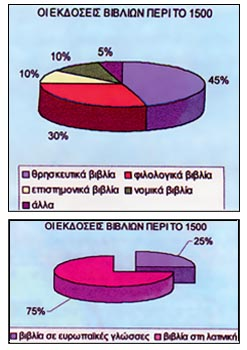 ΟΙ ΕΚΔΟΣΕΙΣ ΒΙΒΛΙΩΝ ΠΕΡΙ ΤΟ 1500
5%
10%
10%
45%
30%
θρησκευτικά βιβλία
φιλολογικά βιβλία
επιστημονικά βιβλία
νομικά βιβλία
άλλα
ΟΙ ΕΚΔΟΣΕΙΣ ΒΙΒΛΙΩΝ ΠΕΡΙ ΤΟ 1500
25%
75%
βιβλία σε ευρωπαϊκές γλώσσες
βιβλία στη λατινική